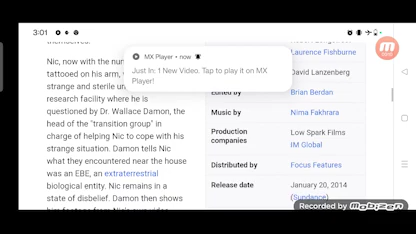 3:01
themselves.
Nic, now with the num
tattooed on his arm,
strange and sterile un
research facility where he is
questioned by Dr. Wallace Damon, the
head of the "transition group" in
charge of helping Nic to cope with his
strange situation. Damon tells Nic
what they encountered near the house
was an EBE, an extraterrestrial
biological entity. Nic remains in a
state of disbelief. Damon then shows
MX Player • now
Just In: 1 New Video. Tap to play it on MX
Player!
Laurence Fishburne
David Lanzenberg
Edited by Brian Berdan
Music by Nima Fakhrara
Production companies Low Spark Films
IM Global
Distributed by Focus Features
Release date January 20, 2014
(Sundance)
Recorded by mobizen